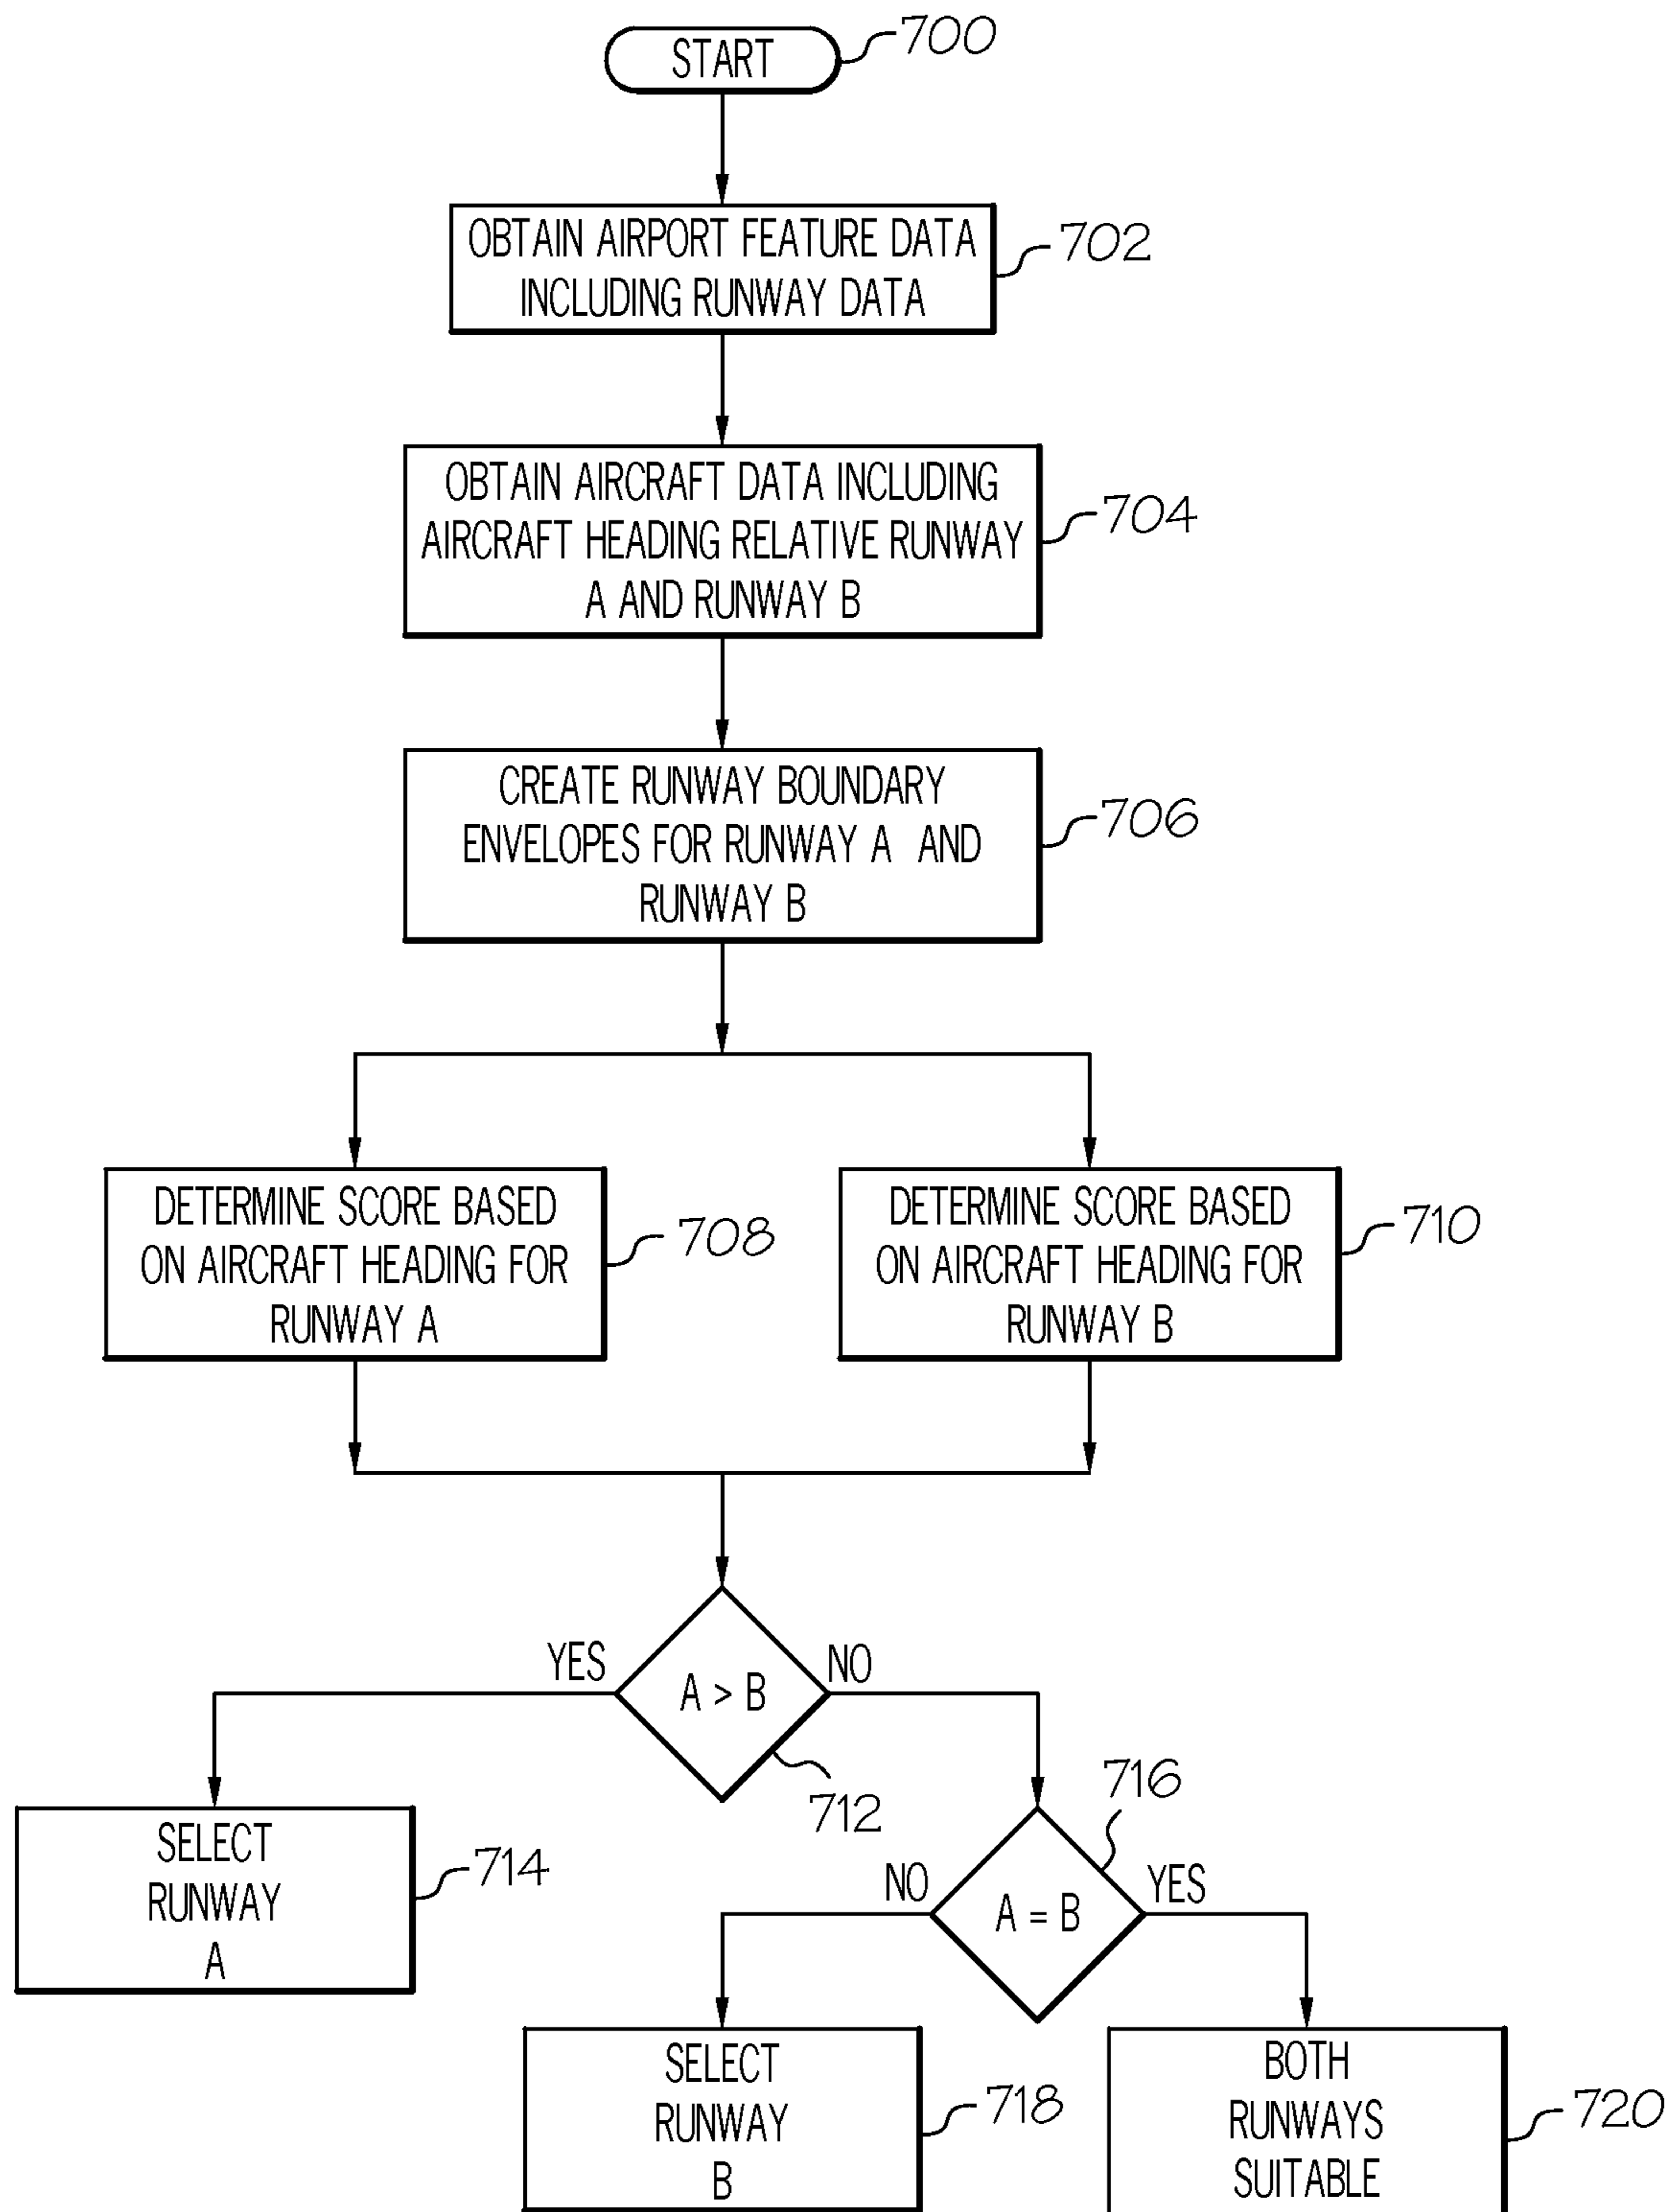 START
700
OBTAIN AIRPORT FEATURE DATA
INCLUDING RUNWAY DATA
702
OBTAIN AIRCRAFT DATA INCLUDING
AIRCRAFT HEADING RELATIVE RUNWAY
A AND RUNWAY B
704
CREATE RUNWAY BOUNDARY
ENVELOPES FOR RUNWAY A AND
RUNWAY B
706
DETERMINE SCORE BASED
ON AIRCRAFT HEADING FOR
RUNWAY A
708
DETERMINE SCORE BASED
ON AIRCRAFT HEADING FOR
RUNWAY B
710
YES
A > B
NO
712
SELECT
RUNWAY
A
714
716
NO
A = B
YES
SELECT
RUNWAY
B
718
BOTH
RUNWAYS
SUITABLE
720